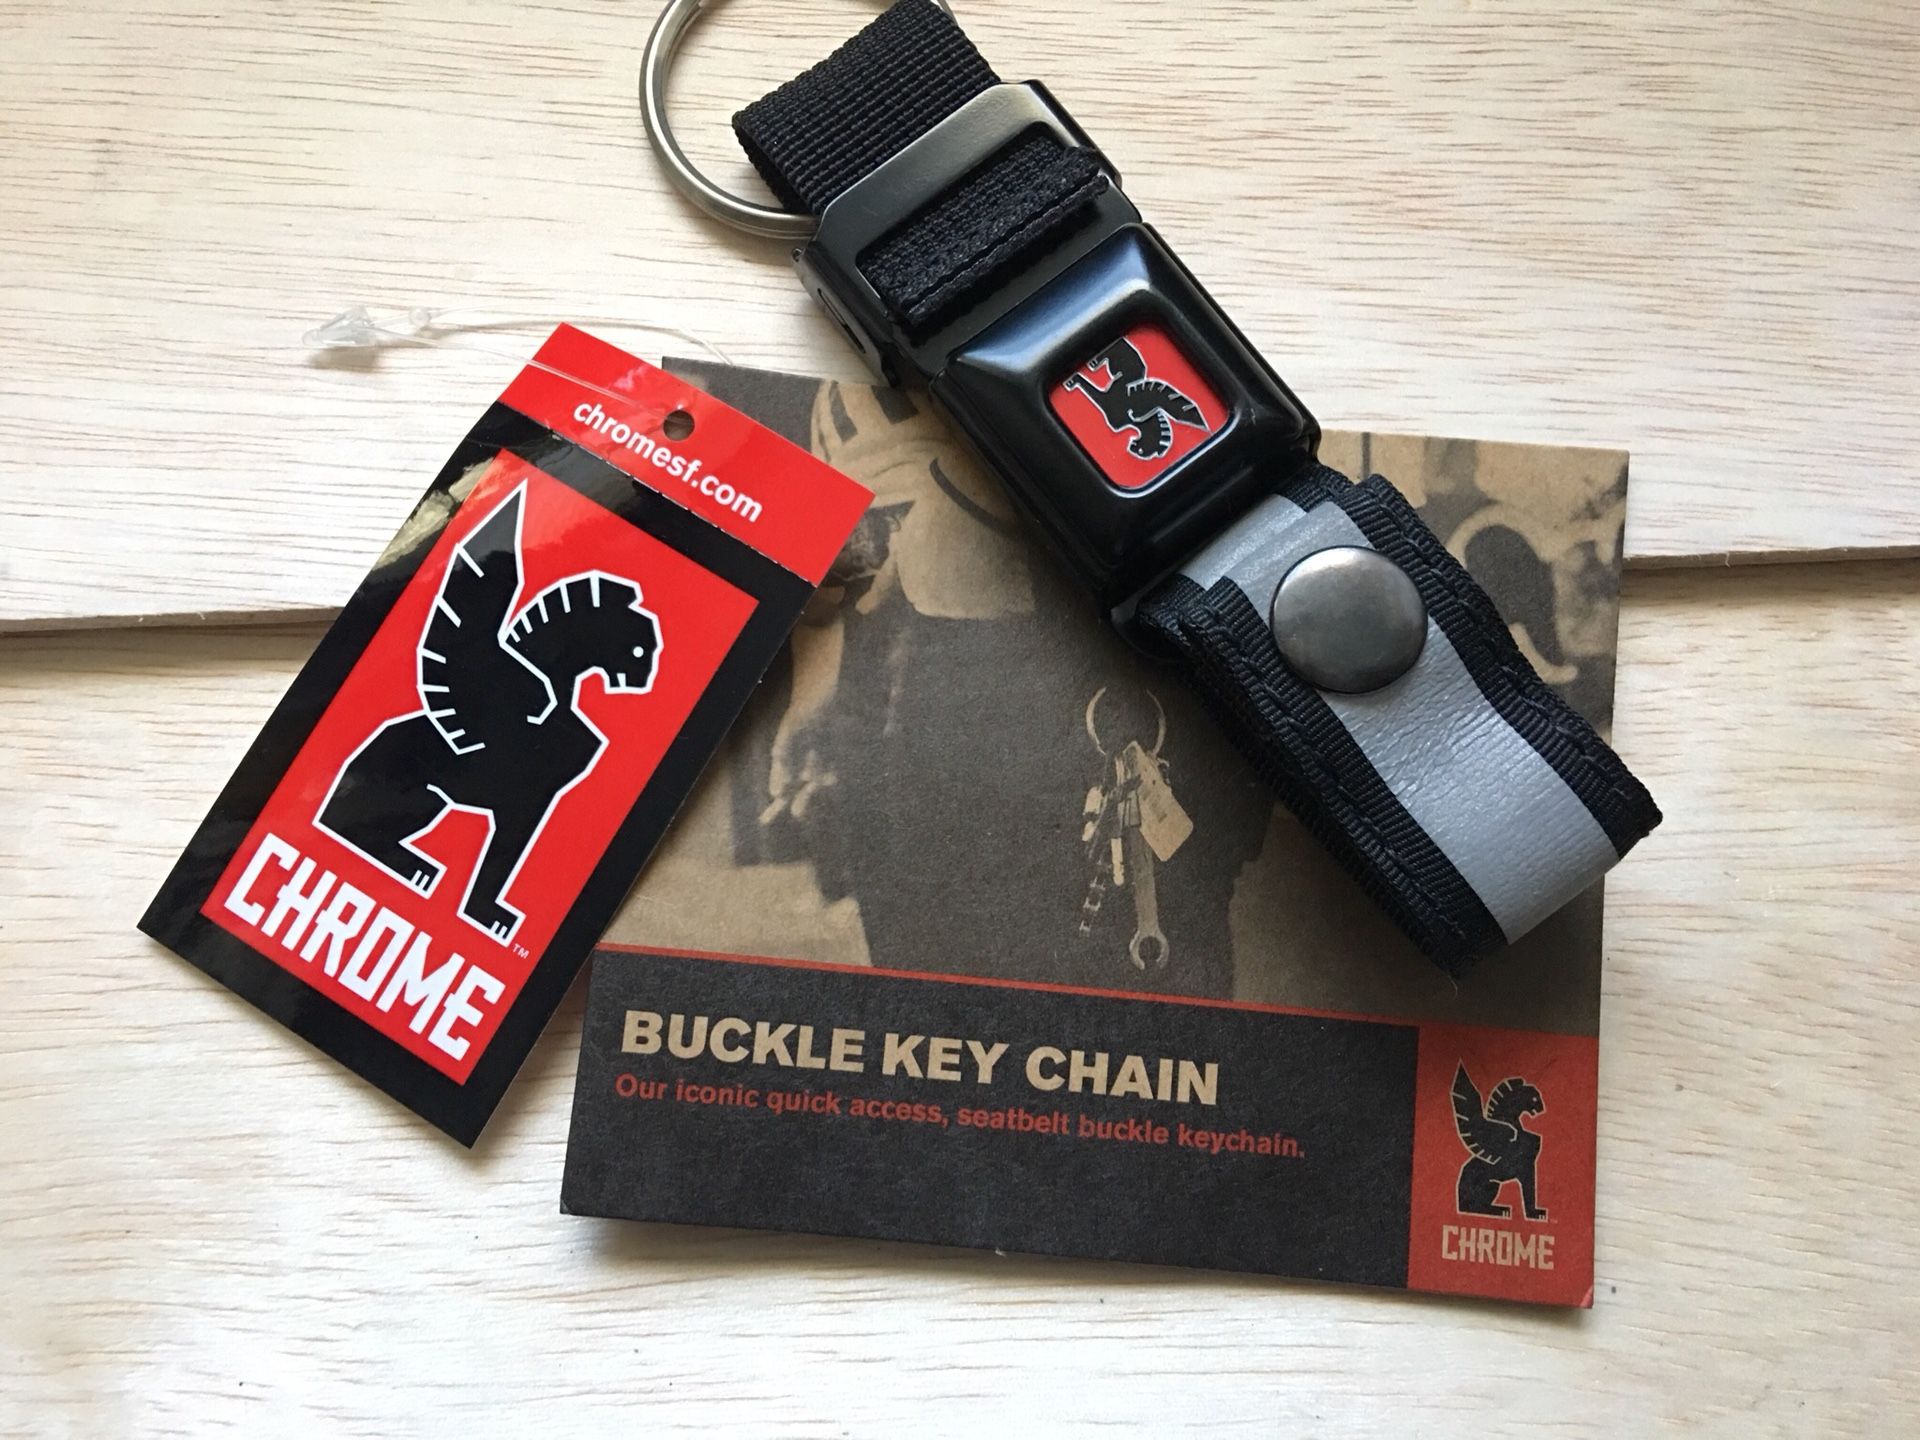 chromesf.com
CHROME
TM
BUCKLE KEY CHAIN
Our iconic quick access, seatbelt buckle keychain.
CHROME